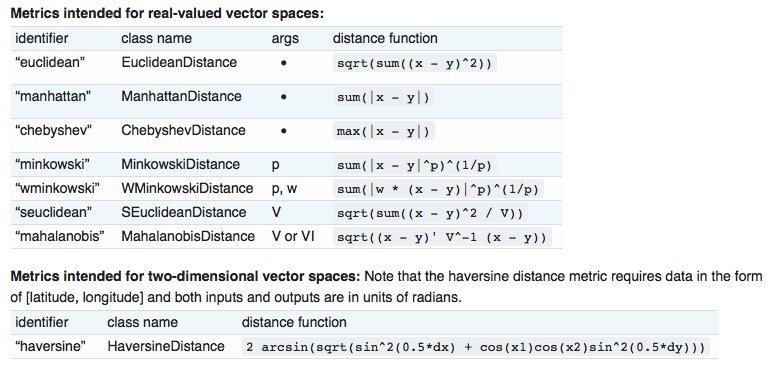 Metrics intended for real-valued vector spaces:
identifier class name args distance function
“euclidean” EuclideanDistance • sqrt(sum((x - y)^2))
“manhattan” ManhattanDistance • sum(|x - y|)
“chebyshev” ChebyshevDistance • max(|x - y|)
“minkowski” MinkowskiDistance p sum(|x - y|^p)^(1/p)
“wminkowski” WMinkowskiDistance p, w sum(|w * (x - y)|^p)^(1/p)
“seuclidean” SEuclideanDistance V sqrt(sum((x - y)^2 / V))
“mahalanobis” MahalanobisDistance V or VI sqrt((x - y)' V^-1 (x - y))
Metrics intended for two-dimensional vector spaces: Note that the haversine distance metric requires data in the form
of [latitude, longitude] and both inputs and outputs are in units of radians.
identifier class name distance function
“haversine” HaversineDistance 2 arcsin(sqrt(sin^2(0.5*dx) + cos(x1)cos(x2)sin^2(0.5*dy)))